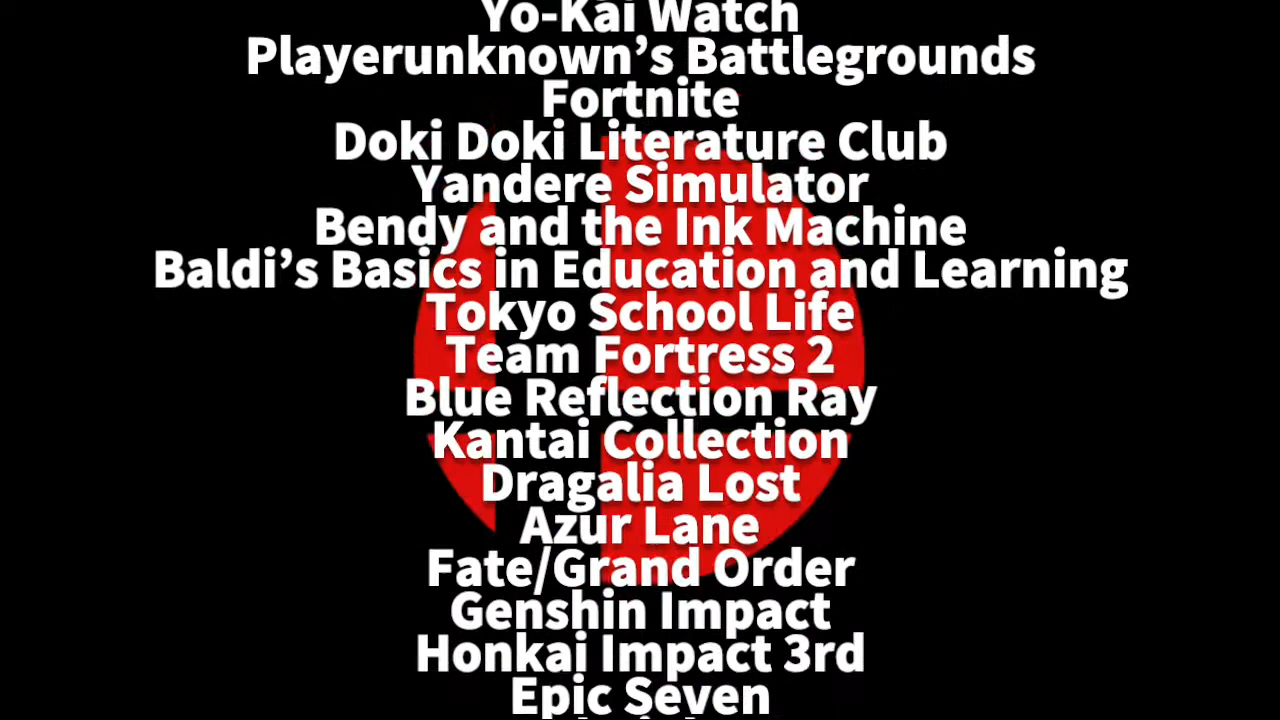 Yo-Kai Watch
Playerunknown’s Battlegrounds
Fortnite
Doki Doki Literature Club
Yandere Simulator
Bendy and the Ink Machine
Baldi’s Basics in Education and Learning
Tokyo School Life
Team Fortress 2
Blue Reflection Ray
Kantai Collection
Dragalia Lost
Azur Lane
Fate/Grand Order
Genshin Impact
Honkai Impact 3rd
Epic Seven